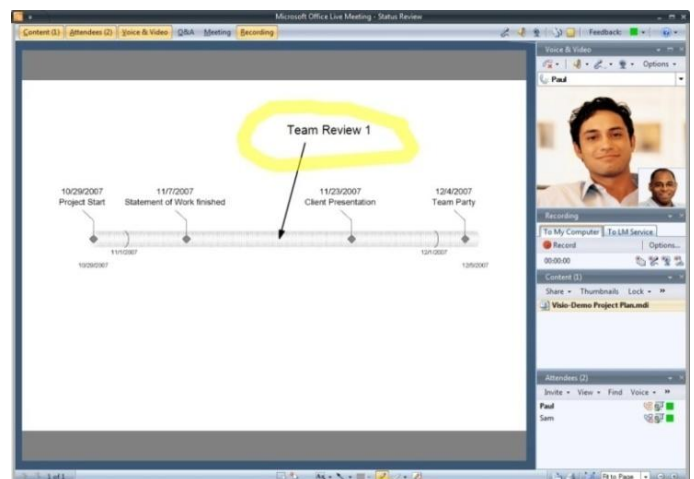 Microsoft Office Live Meeting - Status Review
Content (1) Attendees (2) Voice & Video Q&A Meeting Recording
Feedback:
Voice & Video
Options
Paul
Team Review 1
10/29/2007
Project Start
11/7/2007
Statement of Work finished
11/23/2007
Client Presentation
12/4/2007
Team Party
11/1/2007
12/1/2007
10/29/2007
Recording
To My Computer To LM Service
Record Options...
00:00:00
Content (1)
Share Thumbnails Lock
Visio-Demo Project Plan.mdi
Attendees (2)
Invite View Find Voice
Paul
Sam
1 of 1
Fit to Page